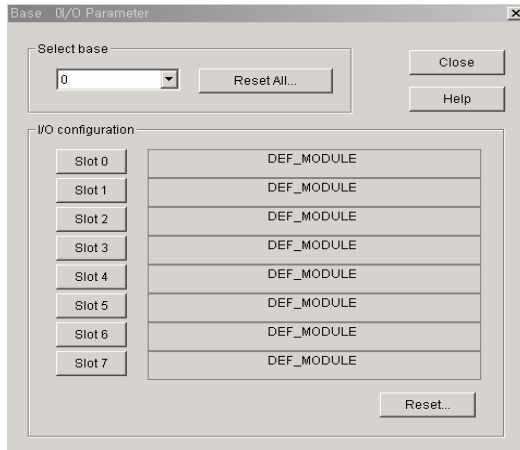 Base 0I/O Parameter
Select base
0
Reset All...
Close
Help
I/O configuration
Slot 0 DEF_MODULE
Slot 1 DEF_MODULE
Slot 2 DEF_MODULE
Slot 3 DEF_MODULE
Slot 4 DEF_MODULE
Slot 5 DEF_MODULE
Slot 6 DEF_MODULE
Slot 7 DEF_MODULE
Reset...